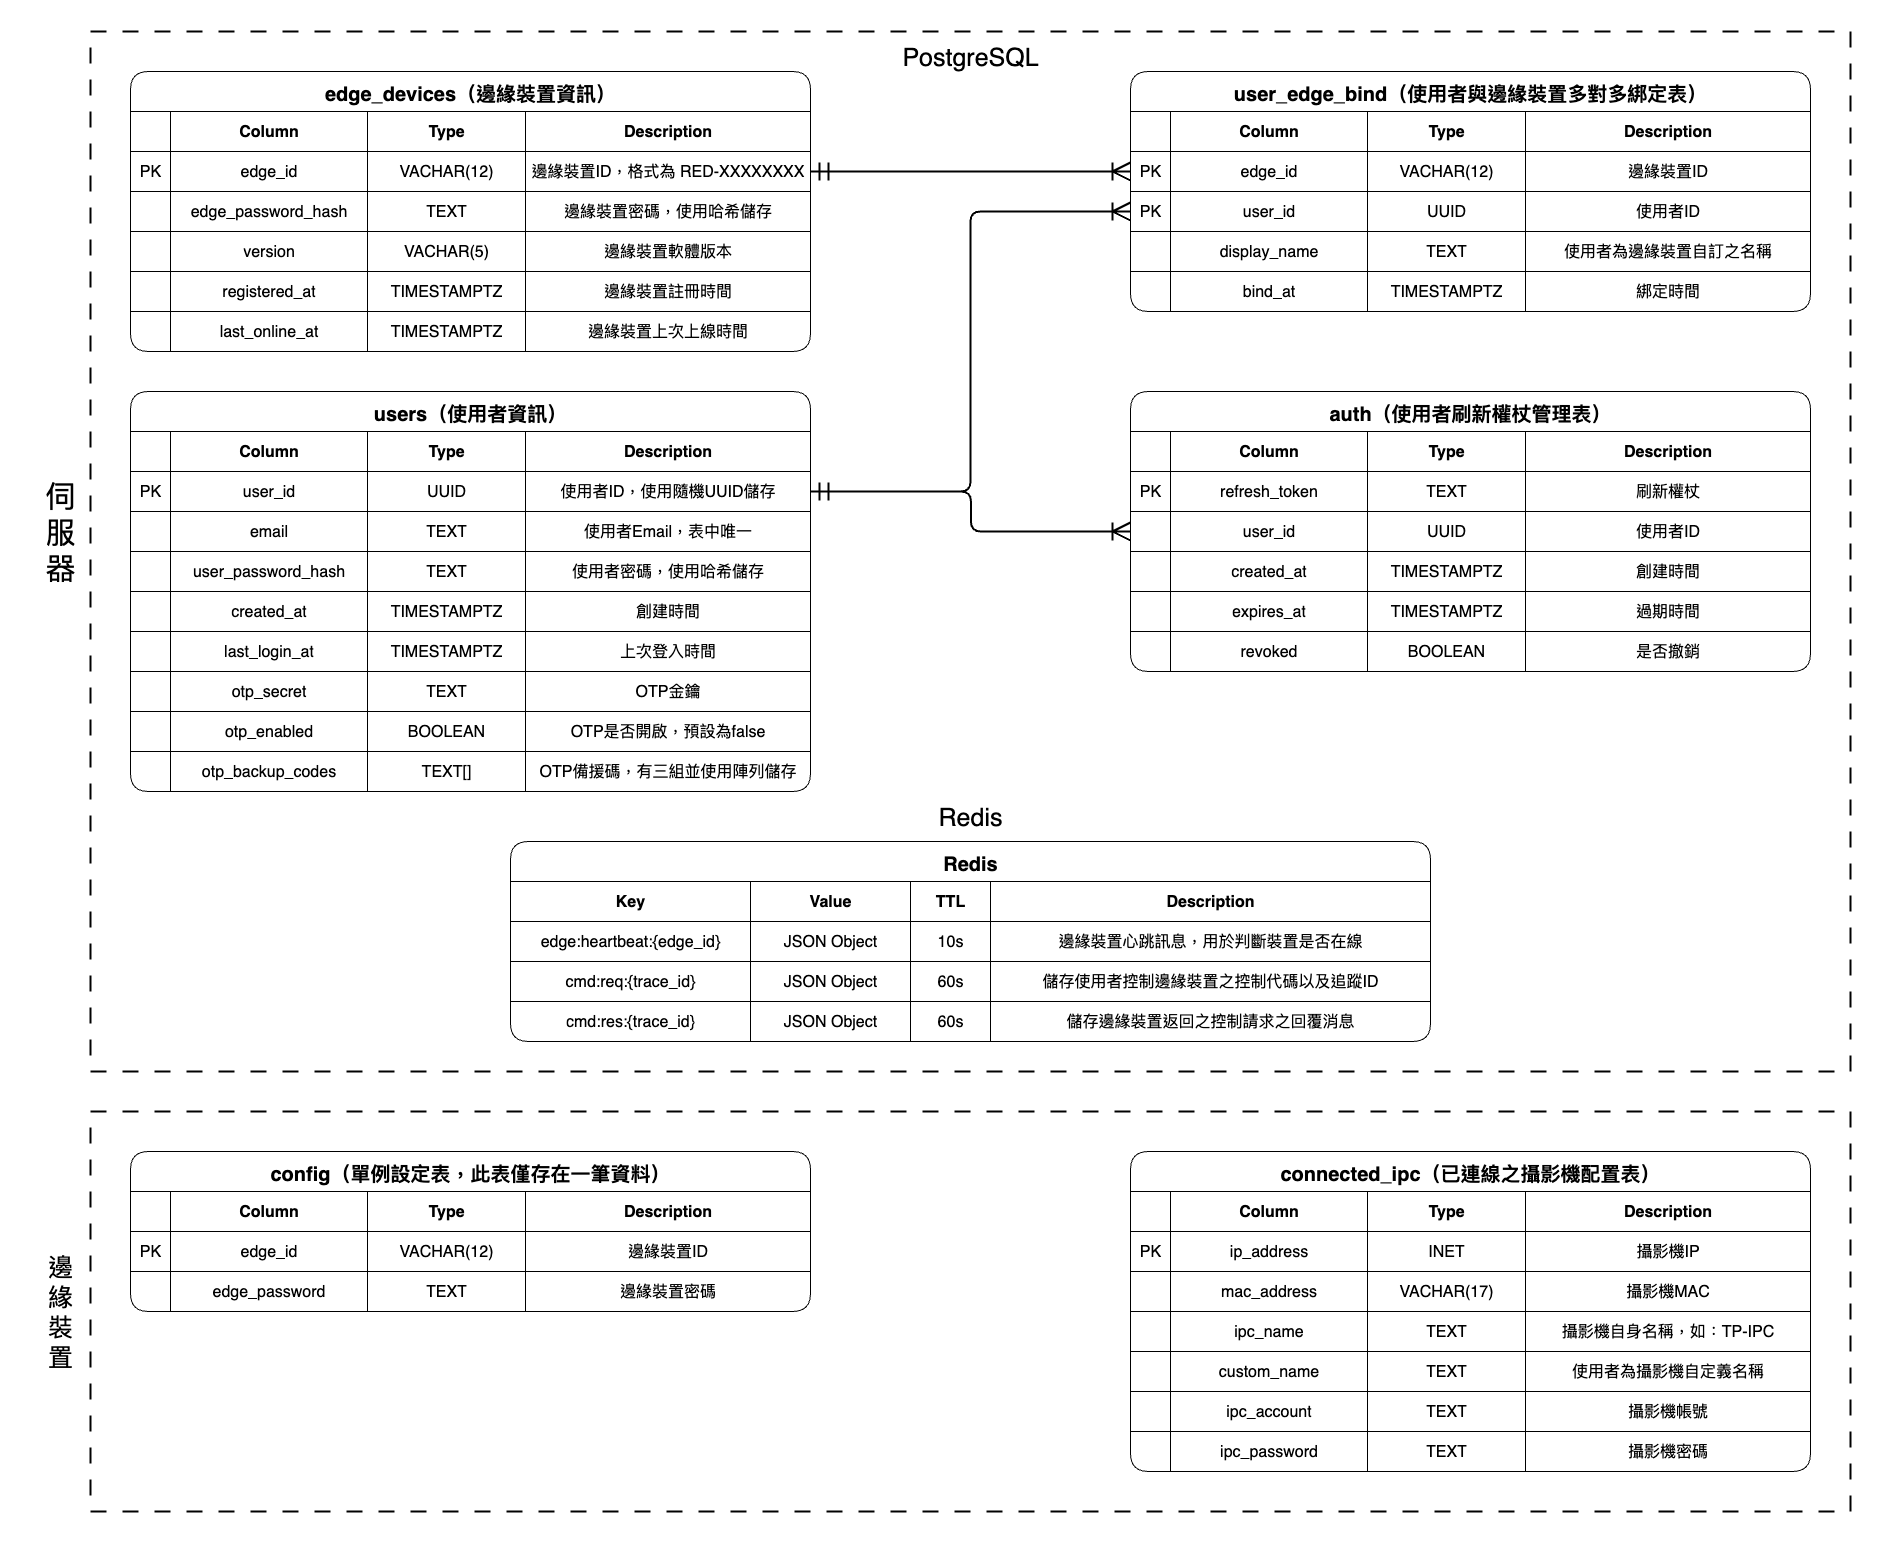 PostgreSQL
伺服器
edge_devices（邊緣裝置資訊）
Column Type Description
PK edge_id VACHAR(12) 邊緣裝置ID，格式為 RED-XXXXXXXX
edge_password_hash TEXT 邊緣裝置密碼，使用哈希儲存
version VACHAR(5) 邊緣裝置軟體版本
registered_at TIMESTAMPTZ 邊緣裝置註冊時間
last_online_at TIMESTAMPTZ 邊緣裝置上次上線時間
user_edge_bind（使用者與邊緣裝置多對多綁定表）
Column Type Description
PK edge_id VACHAR(12) 邊緣裝置ID
PK user_id UUID 使用者ID
display_name TEXT 使用者為邊緣裝置自訂之名稱
bind_at TIMESTAMPTZ 綁定時間
users（使用者資訊）
Column Type Description
PK user_id UUID 使用者ID，使用隨機UUID儲存
email TEXT 使用者Email，表中唯一
user_password_hash TEXT 使用者密碼，使用哈希儲存
created_at TIMESTAMPTZ 創建時間
last_login_at TIMESTAMPTZ 上次登入時間
otp_secret TEXT OTP金鑰
otp_enabled BOOLEAN OTP是否開啟，預設為false
otp_backup_codes TEXT[] OTP備援碼，有三組並使用陣列儲存
auth（使用者刷新權杖管理表）
Column Type Description
PK refresh_token TEXT 刷新權杖
user_id UUID 使用者ID
created_at TIMESTAMPTZ 創建時間
expires_at TIMESTAMPTZ 過期時間
revoked BOOLEAN 是否撤銷
Redis
Redis
Key Value TTL Description
edge:heartbeat:{edge_id} JSON Object 10s 邊緣裝置心跳訊息，用於判斷裝置是否在線
cmd:req:{trace_id} JSON Object 60s 儲存使用者控制邊緣裝置之控制代碼以及追蹤ID
cmd:res:{trace_id} JSON Object 60s 儲存邊緣裝置返回之控制請求之回覆消息
邊緣裝置
config（單例設定表，此表僅存在一筆資料）
Column Type Description
PK edge_id VACHAR(12) 邊緣裝置ID
edge_password TEXT 邊緣裝置密碼
connected_ipc（已連線之攝影機配置表）
Column Type Description
PK ip_address INET 攝影機IP
mac_address VACHAR(17) 攝影機MAC
ipc_name TEXT 攝影機自身名稱，如：TP-IPC
custom_name TEXT 使用者為攝影機自定義名稱
ipc_account TEXT 攝影機帳號
ipc_password TEXT 攝影機密碼